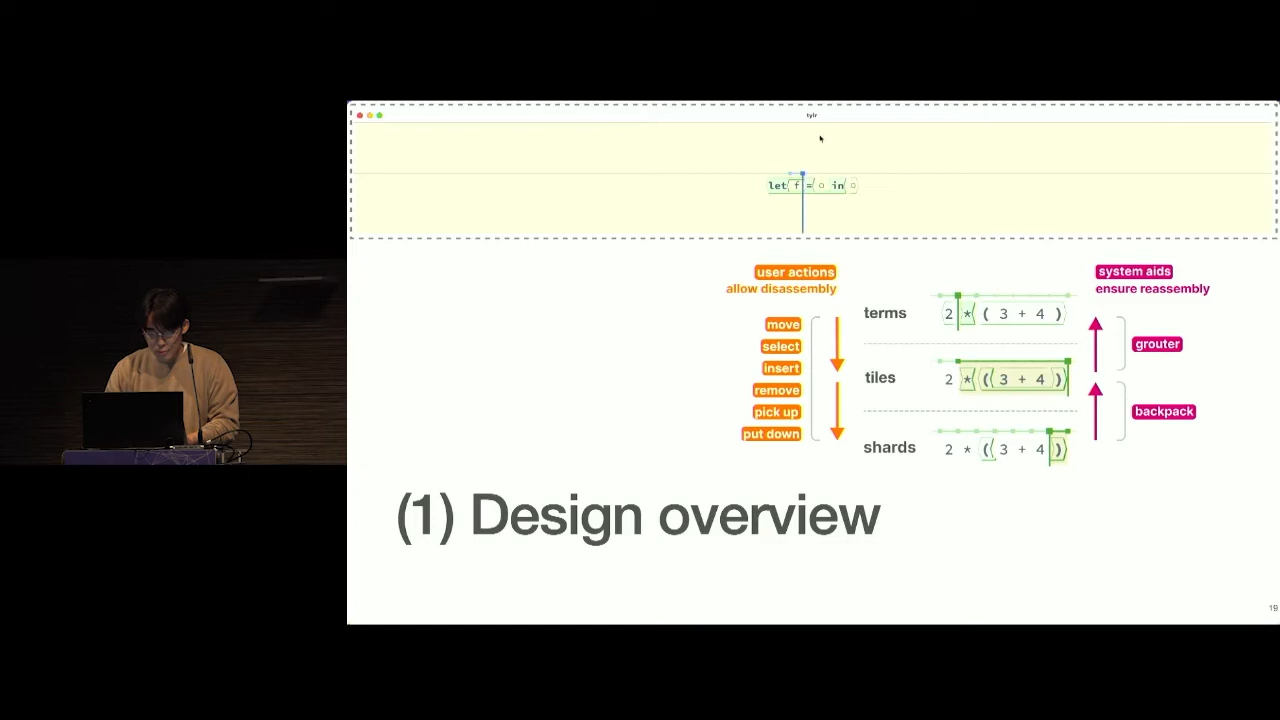 tylr
let f = in
user actions
allow disassembly
move
select
insert
remove
pick up
put down
terms
2 * ( 3 + 4 )
tiles
2 * ( ( 3 + 4 ) )
shards
2 * ( ( 3 + 4 ) )
system aids
ensure reassembly
grouter
backpack
(1) Design overview
19